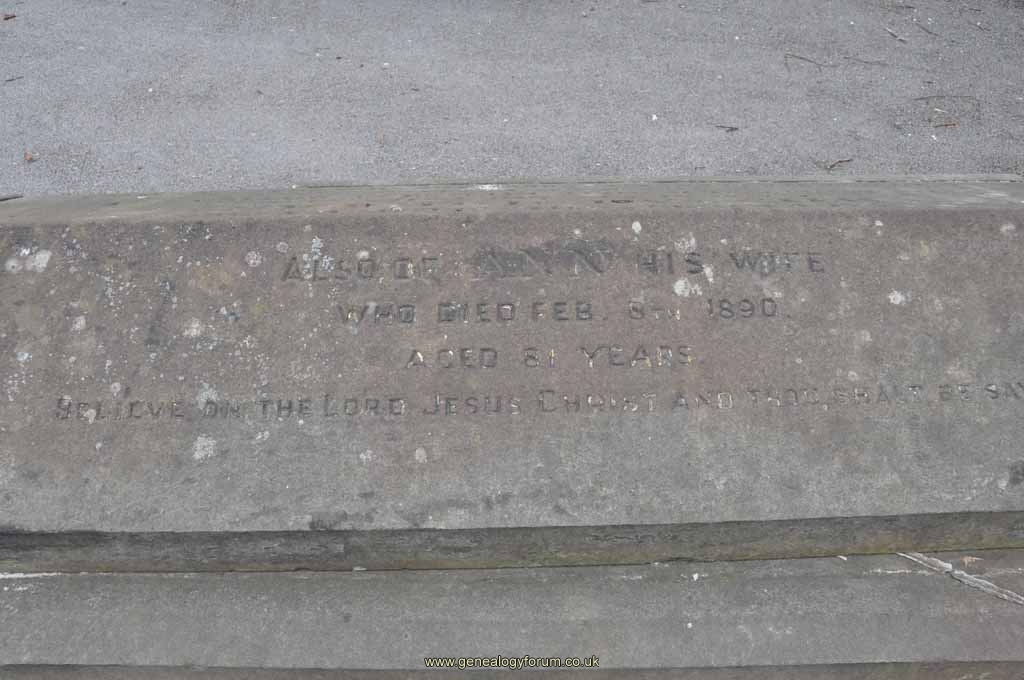 ALSO OF ANN HIS WIFE
WHO DIED FEB. 8TH 1890.
AGED 81 YEARS.
BELIEVE ON THE LORD JESUS CHRIST AND THOU SHALT BE SAV
www.genealogyforum.co.uk